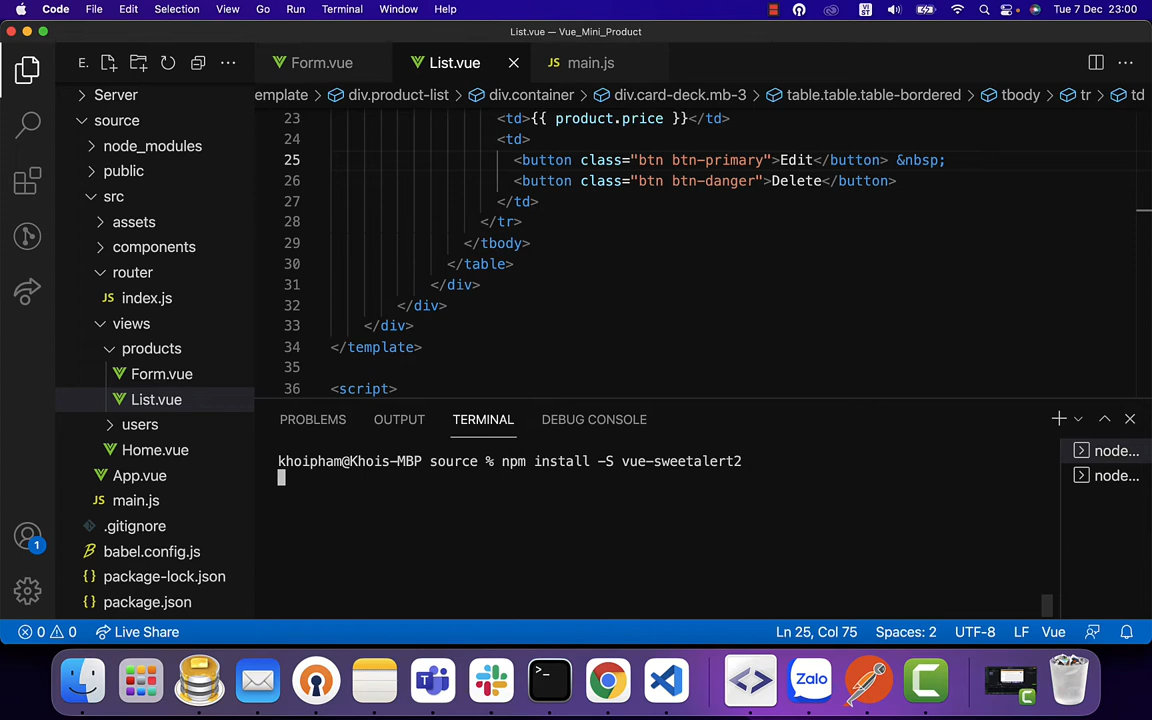 Code File Edit Selection View Go Run Terminal Window Help VI ST Tue 7 Dec 23:00
List.vue — Vue_Mini_Product
E. ... Form.vue List.vue JS main.js ...
emplate > div.product-list > div.container > div.card-deck.mb-3 > table.table.table-bordered > tbody > tr > td
Server
source
node_modules
public
src
assets
components
router
JS index.js
views
products
Form.vue
List.vue
users
Home.vue
App.vue
JS main.js
.gitignore
babel.config.js
{} package-lock.json
{} package.json
23 <td>{{ product.price }}</td>
24 <td>
25 <button class="btn btn-primary">Edit</button> &nbsp;
26 <button class="btn btn-danger">Delete</button>
27 </td>
28 </tr>
29 </tbody>
30 </table>
31 </div>
32 </div>
33 </div>
34 </template>
35
36 <script>
PROBLEMS OUTPUT TERMINAL DEBUG CONSOLE
khoipham@Khois-MBP source % npm install -S vue-sweetalert2
node...
node...
1
0 0 Live Share Ln 25, Col 75 Spaces: 2 UTF-8 LF Vue
Zalo